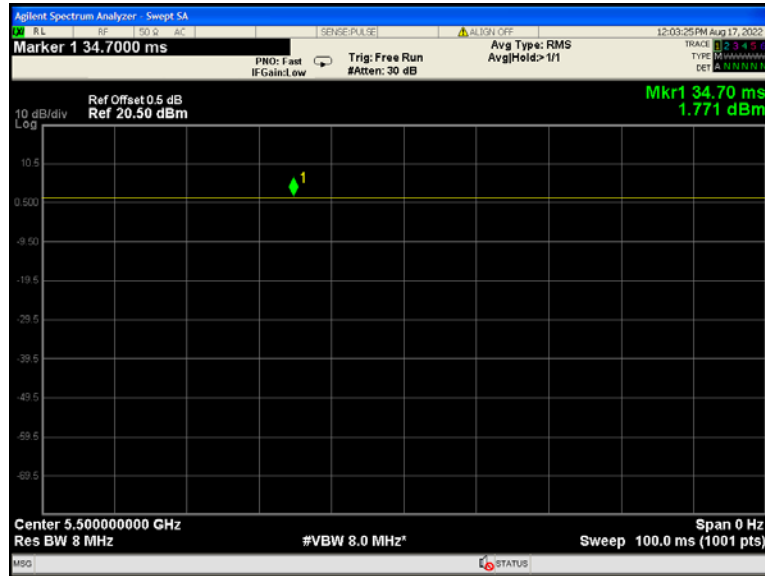 Agilent Spectrum Analyzer - Swept SA
RL RF 50 Ω AC SENSE:PULSE ALIGN OFF 12:03:25 PM Aug 17, 2022
Marker 1 34.7000 ms
PNO: Fast
IFGain:Low
Trig: Free Run
#Atten: 30 dB
Avg Type: RMS
Avg|Hold:>1/1
TRACE 1 2 3 4 5 6
TYPE
DET A N N N N N
Ref Offset 0.5 dB
10 dB/div Ref 20.50 dBm
Log
Mkr1 34.70 ms
1.771 dBm
1
10.5
0.500
-9.50
-19.5
-29.5
-39.5
-49.5
-59.5
-69.5
Center 5.500000000 GHz Span 0 Hz
Res BW 8 MHz #VBW 8.0 MHz* Sweep 100.0 ms (1001 pts)
MSG STATUS